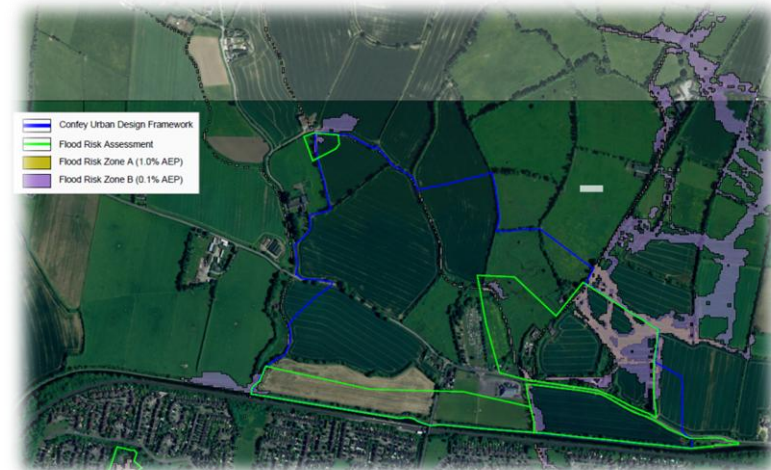 Confey Urban Design Framework
Flood Risk Assessment
Flood Risk Zone A (1.0% AEP)
Flood Risk Zone B (0.1% AEP)